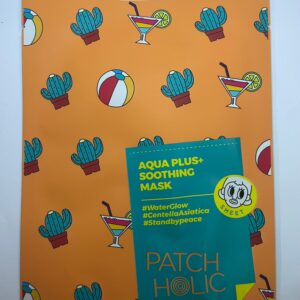 AQUA PLUS+
SOOTHING
MASK
#WaterGlow
#CentellaAsiatica
#Standbypeace
SHEET
PATCH
HOLIC